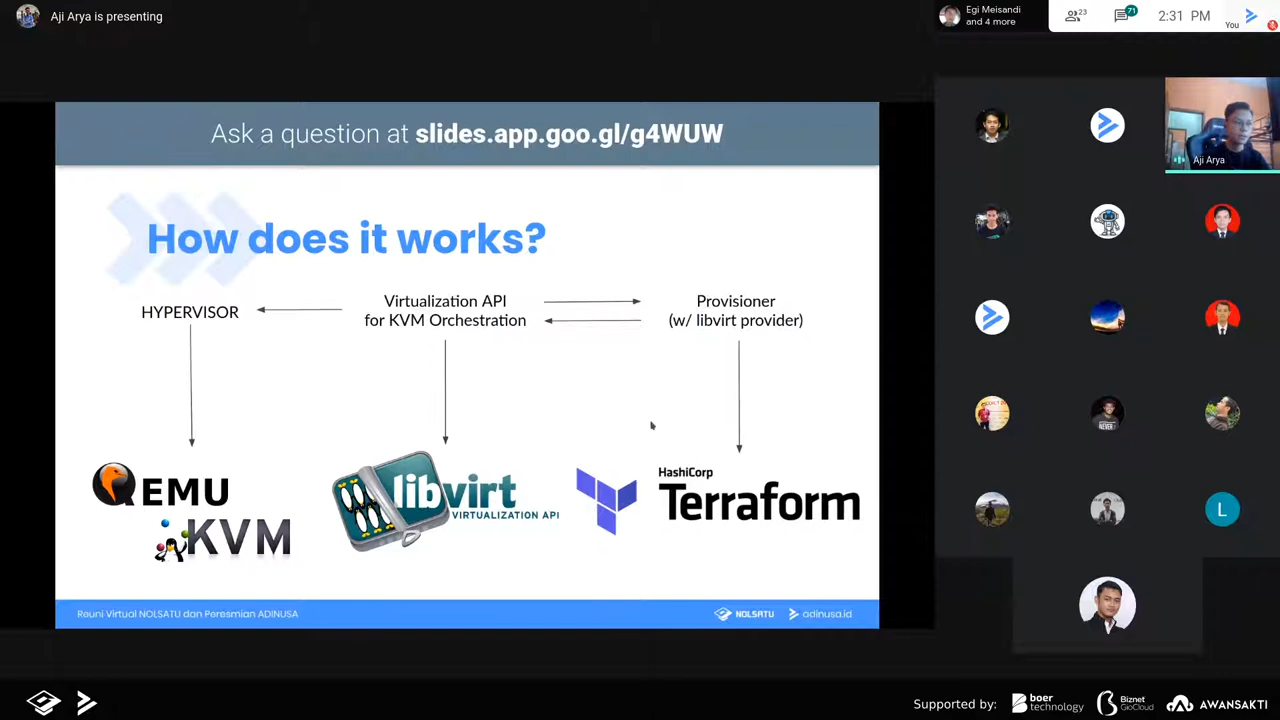 Aji Arya is presenting
Egi Meisandi
and 4 more
23
71
2:31 PM
You
Ask a question at slides.app.goo.gl/g4WUW
Aji Arya
How does it works?
HYPERVISOR
Virtualization API
for KVM Orchestration
Provisioner
(w/ libvirt provider)
QEMU
KVM
libvirt
VIRTUALIZATION API
HashiCorp
Terraform
L
Reuni Virtual NOLSATU dan Peresmian ADINUSA
NOLSATU
adinusa.id
Supported by:
boer
technology
Biznet
GioCloud
AWANSAKTI